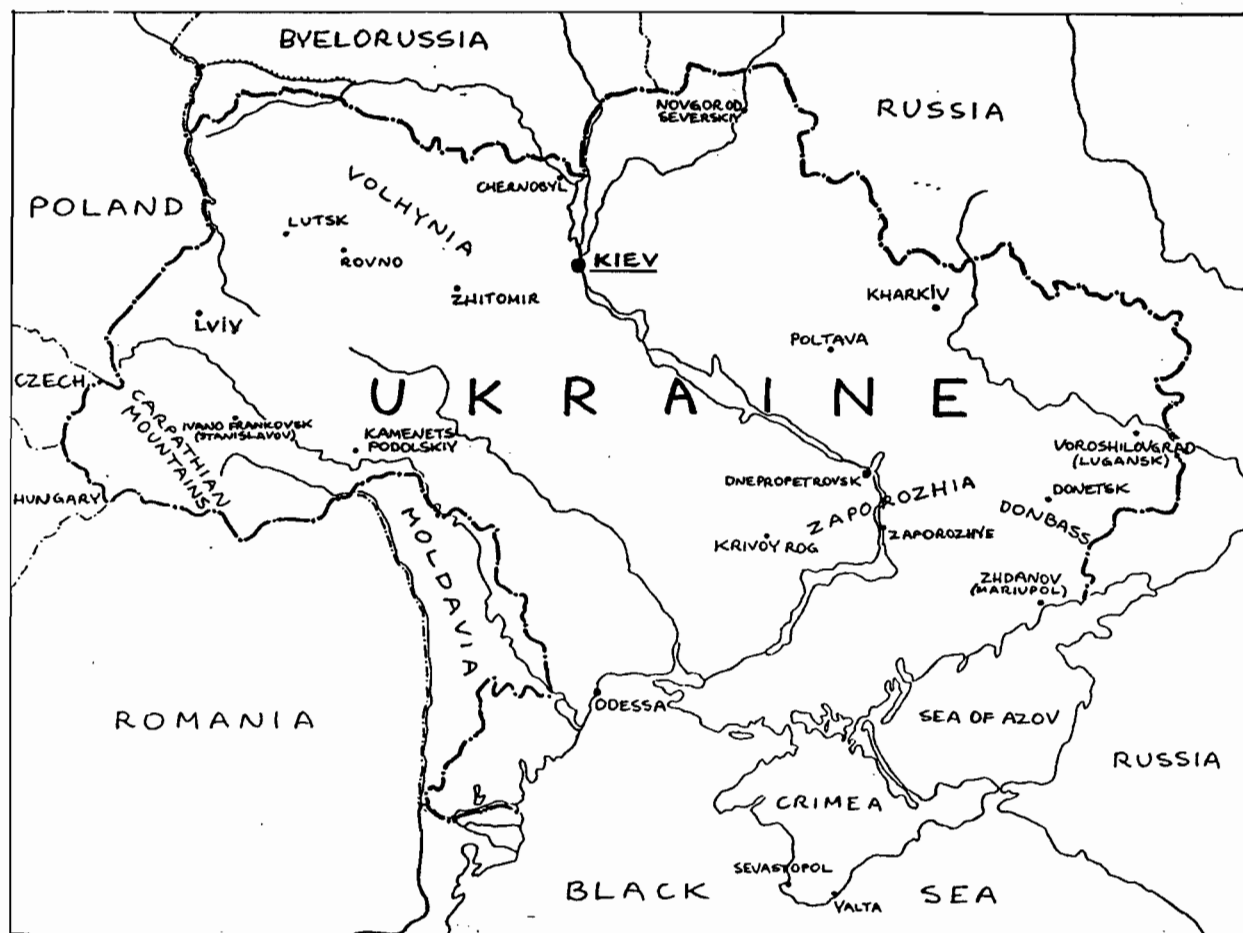 BYELORUSSIA
NOVGOROD
SEVERSKIY
RUSSIA
POLAND
VOLHYNIA
CHERNOBYL
LUTSK
ROVNO
KIEV
ZHITOMIR
KHARKIV
LVIV
POLTAVA
CZECH.
UKRAINE
CARPATHIAN
MOUNTAINS
IVANO FRANKOVSK
(STANISLAVOV)
KAMENETS
PODOLSKIY
VOROSHILOVGRAD
(LUGANSK)
HUNGARY
DNEPROPETROVSK
ZAPOROZHIA
DONETSK
DONBASS
MOLDAVIA
KRIVOY ROG
ZAPOROZHYE
ZHDANOV
(MARIUPOL)
ROMANIA
ODESSA
SEA OF AZOV
RUSSIA
CRIMEA
SEVASTOPOL
BLACK SEA
YALTA